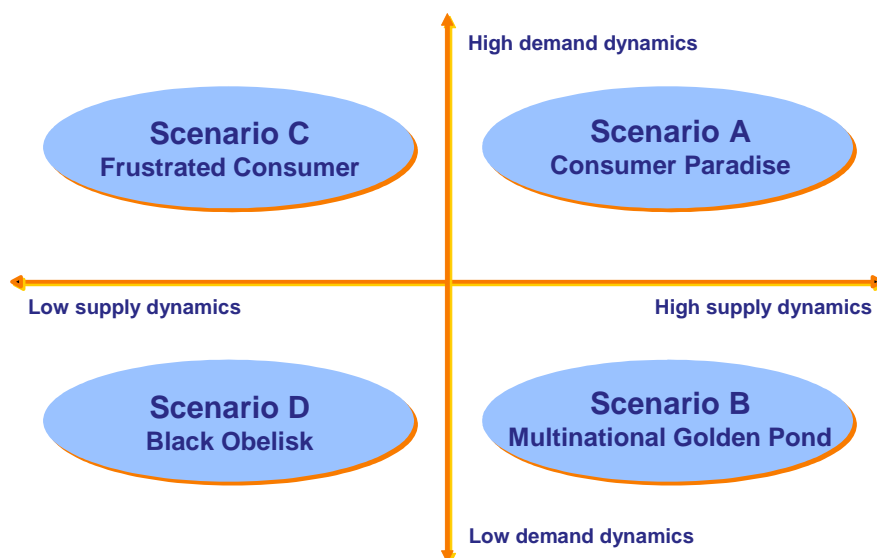 High demand dynamics
Scenario C
Frustrated Consumer
Scenario A
Consumer Paradise
Low supply dynamics
High supply dynamics
Scenario D
Black Obelisk
Scenario B
Multinational Golden Pond
Low demand dynamics